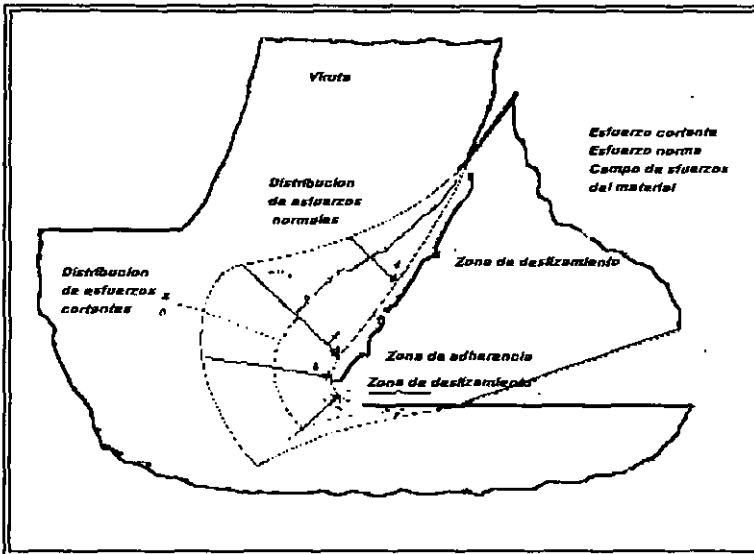 Viruta
Esfuerzo cortante
Esfuerzo norma
Campo de sfuerzos
del material
Distribucion
de esfuerzos
normales
Zona de deslizamiento
Distribucion
de esfuerzos
cortantes
Zona de adherencia
Zona de deslizamiento